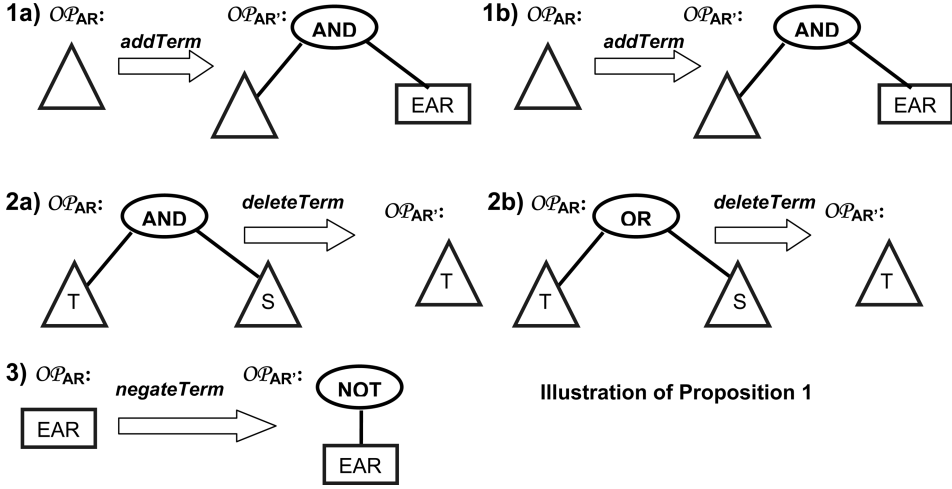 1a) OP_AR: addTerm OP_AR': AND
EAR
1b) OP_AR: addTerm OP_AR': AND
EAR
2a) OP_AR: AND deleteTerm OP_AR':
T S T
2b) OP_AR: OR deleteTerm OP_AR':
T S T
3) OP_AR: negateTerm OP_AR': NOT
EAR EAR
Illustration of Proposition 1